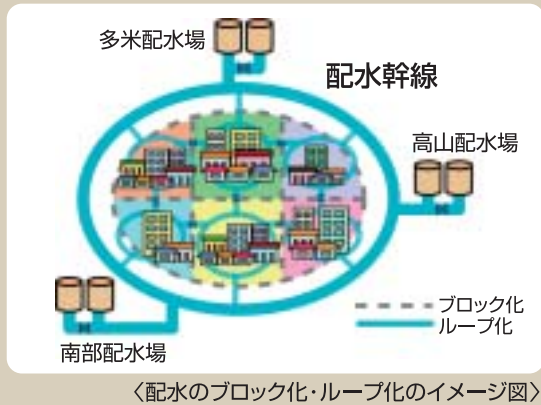 多米配水場
配水幹線
高山配水場
ブロック化
ループ化
南部配水場
〈配水のブロック化・ループ化のイメージ図〉